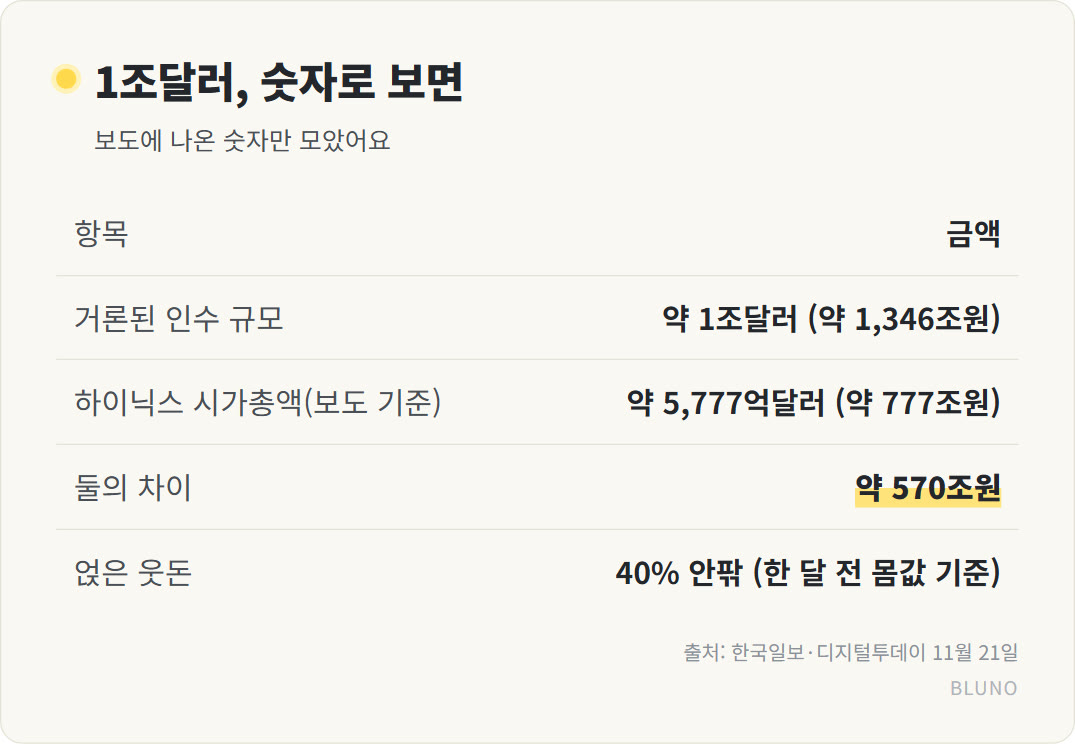 1조달러, 숫자로 보면
보도에 나온 숫자만 모았어요
항목 금액
거론된 인수 규모 약 1조달러 (약 1,346조원)
하이닉스 시가총액(보도 기준) 약 5,777억달러 (약 777조원)
둘의 차이 약 570조원
얹은 웃돈 40% 안팎 (한 달 전 몸값 기준)
출처: 한국일보·디지털투데이 11월 21일
BLUNO